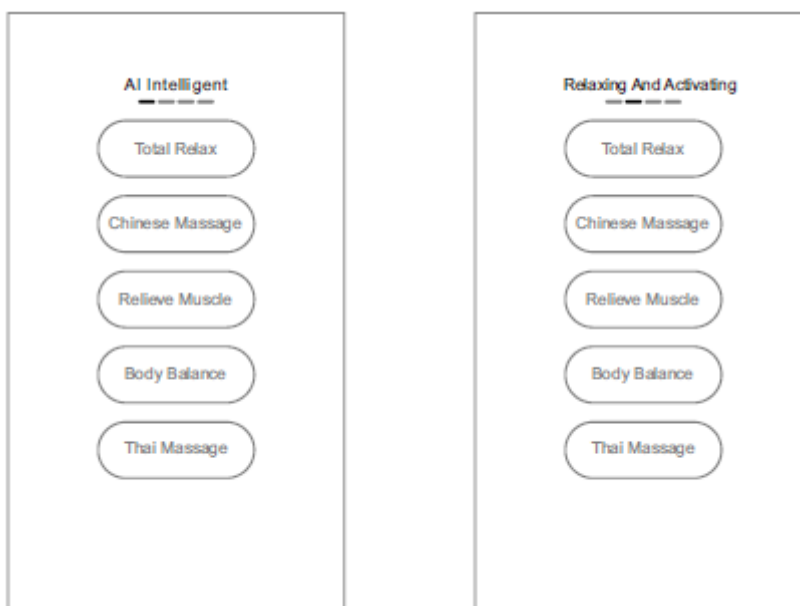 AI Intelligent
Total Relax
Chinese Massage
Relieve Muscle
Body Balance
Thai Massage
Relaxing And Activating
Total Relax
Chinese Massage
Relieve Muscle
Body Balance
Thai Massage